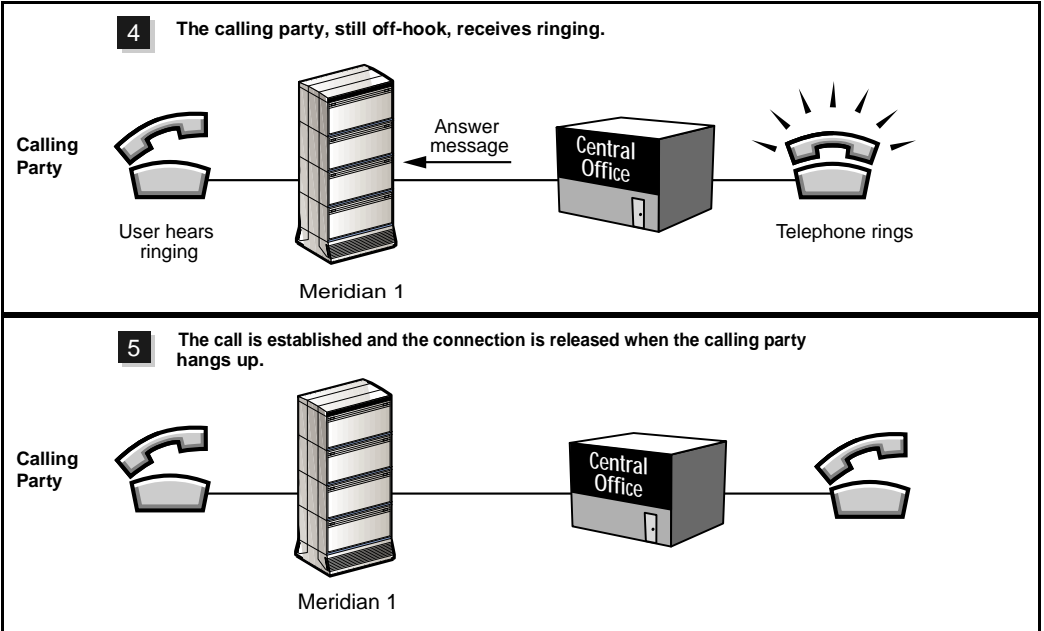 4
The calling party, still off-hook, receives ringing.
Calling
Party
Answer
message
Central
Office
User hears
ringing
Telephone rings
Meridian 1
5
The call is established and the connection is released when the calling party
hangs up.
Calling
Party
Central
Office
Meridian 1